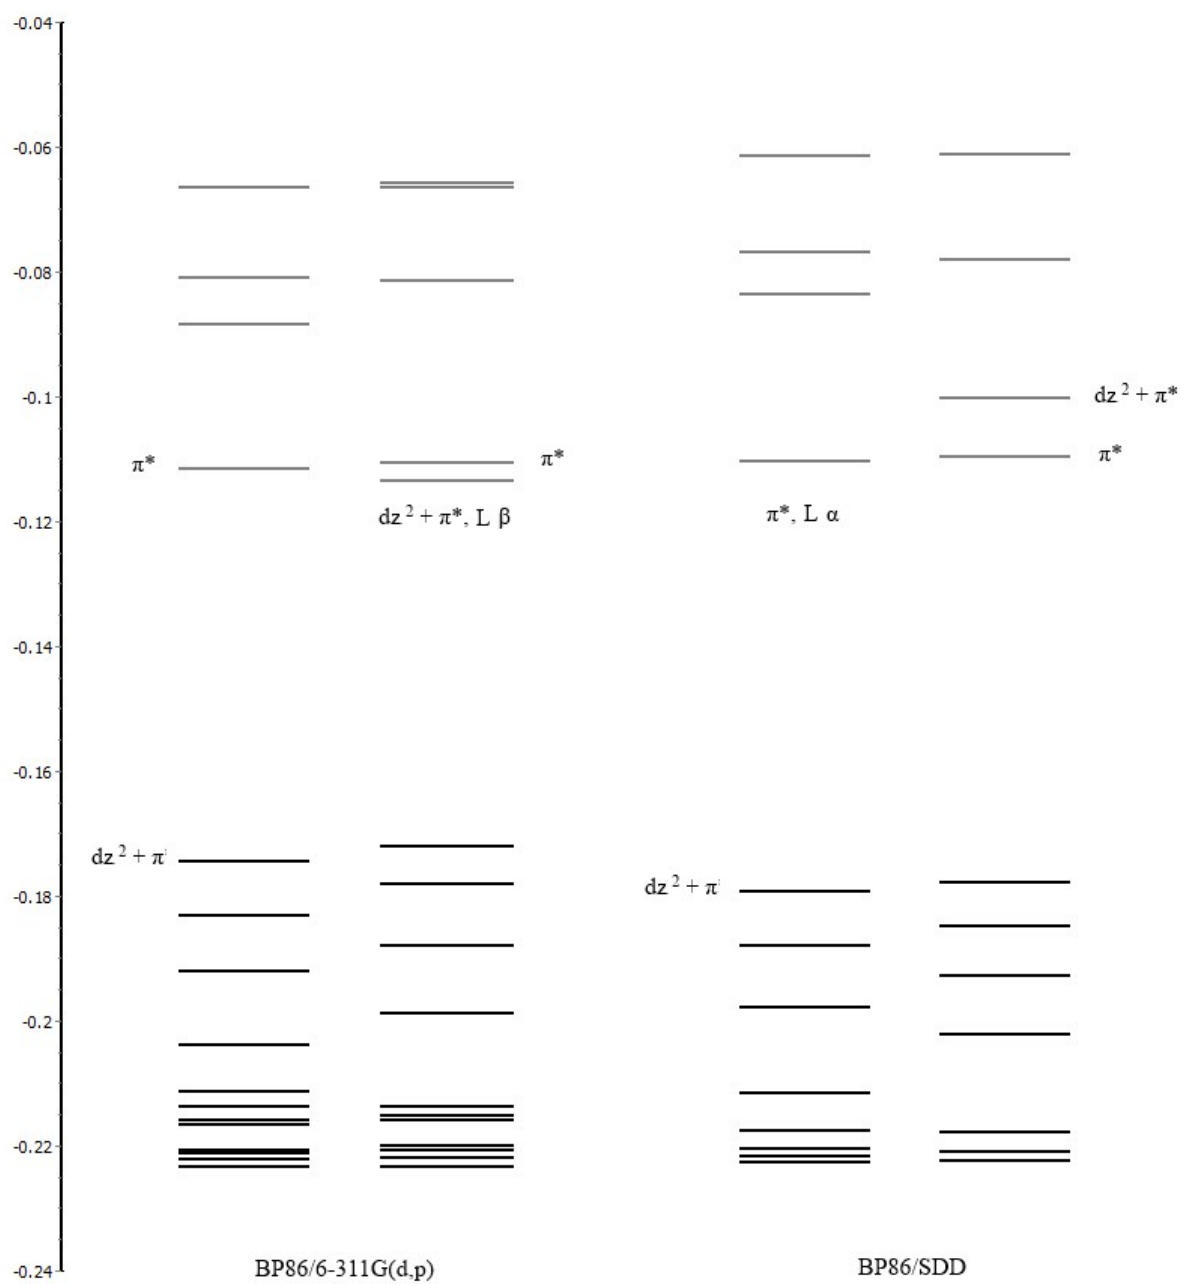 -0.04
-0.06
-0.08
-0.1
dz² + π*
π*
π*
π*
-0.12
dz² + π*, L β
π*, L α
-0.14
-0.16
dz² + π
-0.18
dz² + π
-0.2
-0.22
-0.24
BP86/6-311G(d,p)
BP86/SDD